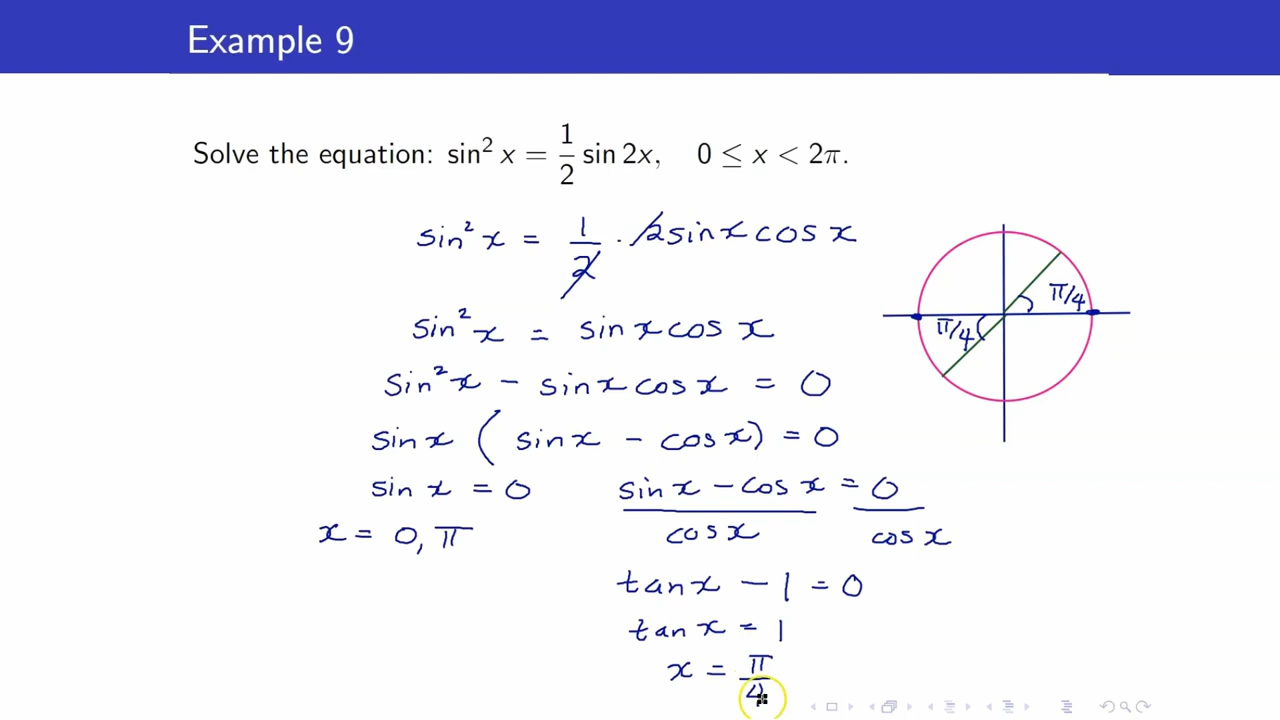 Example 9
Solve the equation: sin² x = 1/2 sin 2x, 0 ≤ x < 2π.
sin² x = 1/2 · 2 sin x cos x
sin² x = sin x cos x
sin² x − sin x cos x = 0
sin x ( sin x − cos x) = 0
sin x = 0
x = 0, π
sin x − cos x / cos x = 0 / cos x
tan x − 1 = 0
tan x = 1
x = π/4
π/4
π/4